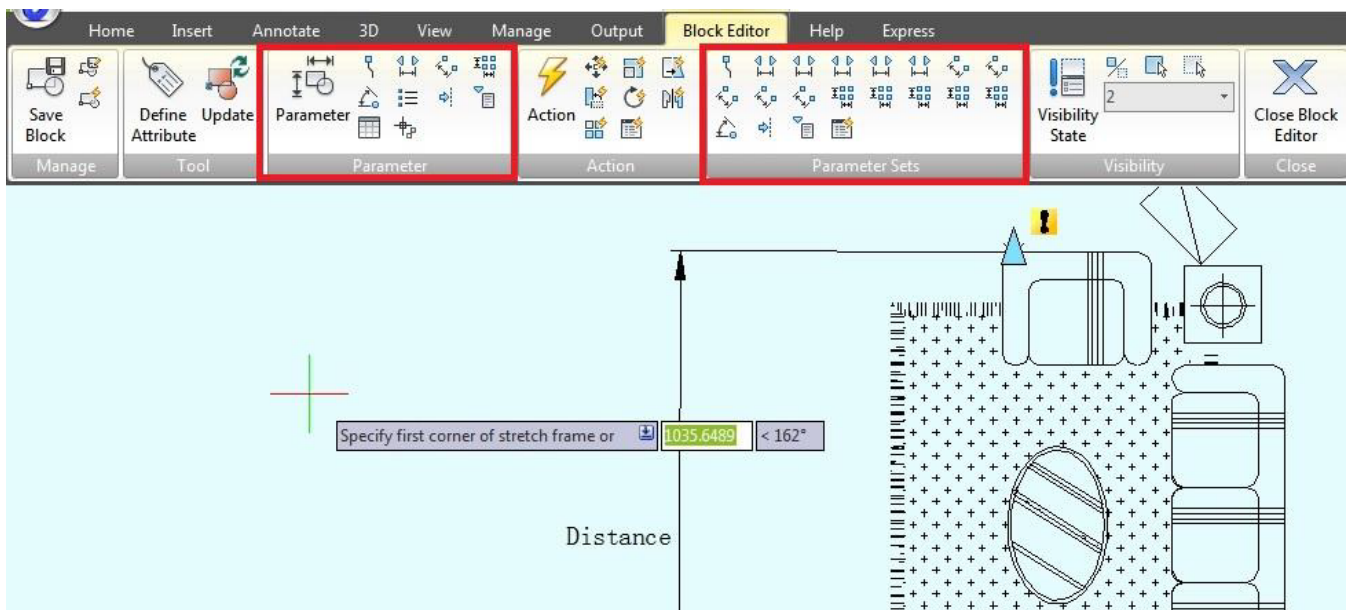 Home Insert Annotate 3D View Manage Output Block Editor Help Express
Save Block
Define Attribute
Update
Parameter
Action
2
Visibility State
Close Block Editor
Manage Tool Parameter Action Parameter Sets Visibility Close
!
Specify first corner of stretch frame or 1035.6489 < 162°
Distance